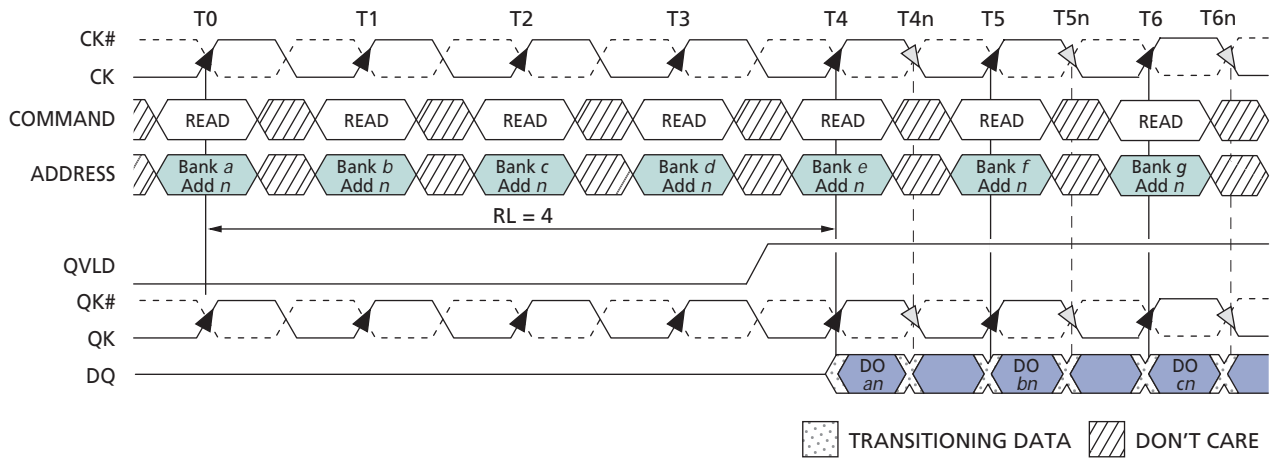 T0 T1 T2 T3 T4 T4n T5 T5n T6 T6n
CK#
CK
COMMAND READ READ READ READ READ READ READ
ADDRESS Bank a Bank b Bank c Bank d Bank e Bank f Bank g
Add n Add n Add n Add n Add n Add n Add n
RL = 4
QVLD
QK#
QK
DQ DO DO DO
an bn cn
TRANSITIONING DATA DON'T CARE